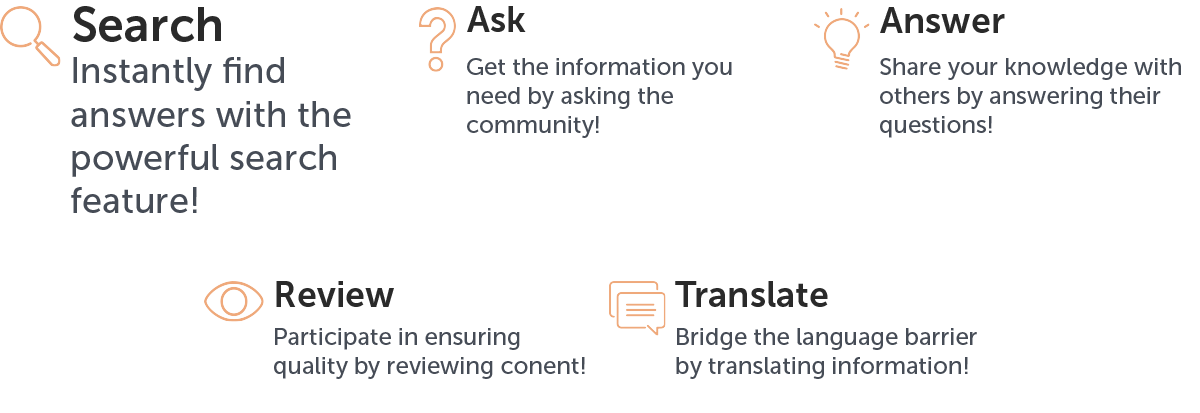 Search
Instantly find
answers with the
powerful search
feature!
Ask
Get the information you
need by asking the
community!
Answer
Share your knowledge with
others by answering their
questions!
Review
Participate in ensuring
quality by reviewing conent!
Translate
Bridge the language barrier
by translating information!